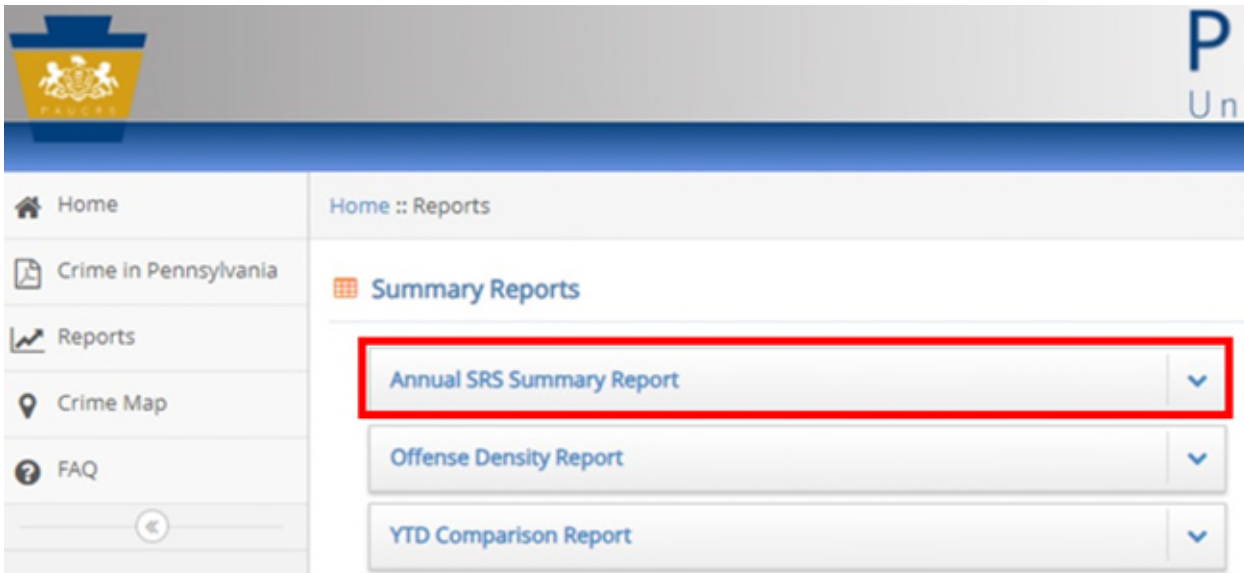 P
Un
PAUCRS
Home
Crime in Pennsylvania
Reports
Crime Map
FAQ
Home :: Reports
Summary Reports
Annual SRS Summary Report
Offense Density Report
YTD Comparison Report